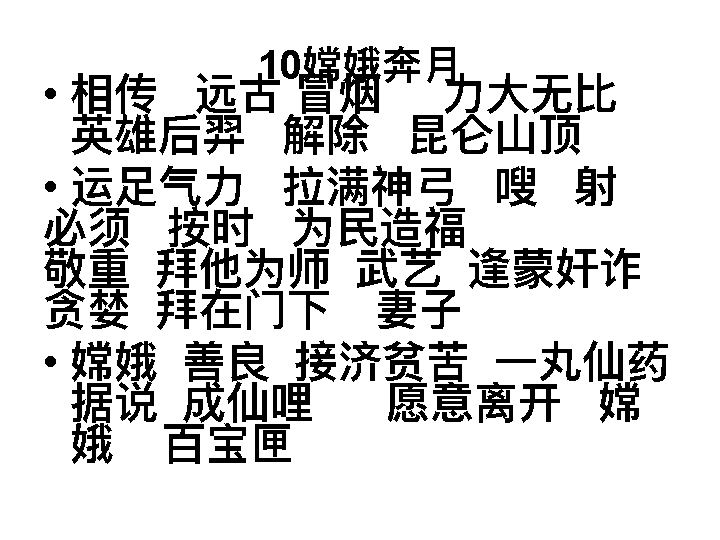 10嫦娥奔月
• 相传 远古 冒烟 力大无比
英雄后羿 解除 昆仑山顶
• 运足气力 拉满神弓 嗖 射
必须 按时 为民造福
敬重 拜他为师 武艺 逢蒙奸诈
贪婪 拜在门下 妻子
• 嫦娥 善良 接济贫苦 一丸仙药
据说 成仙哩 愿意离开 嫦
娥 百宝匣